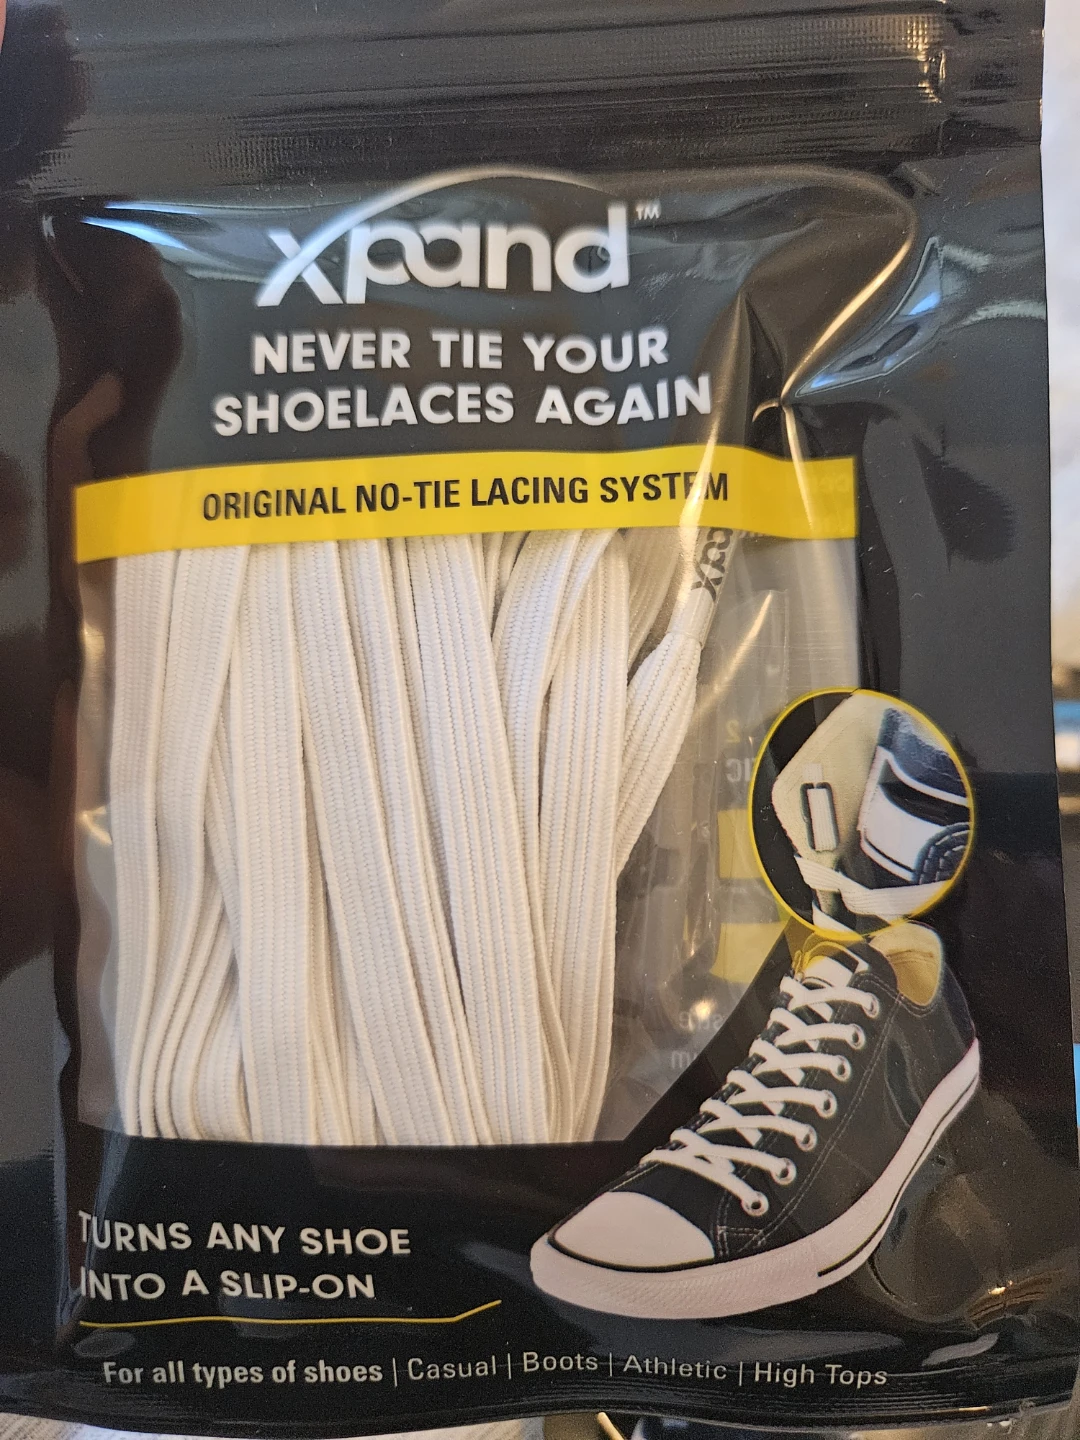 xpand™
NEVER TIE YOUR
SHOELACES AGAIN
ORIGINAL NO-TIE LACING SYSTEM
TURNS ANY SHOE
INTO A SLIP-ON
For all types of shoes | Casual | Boots | Athletic | High Tops